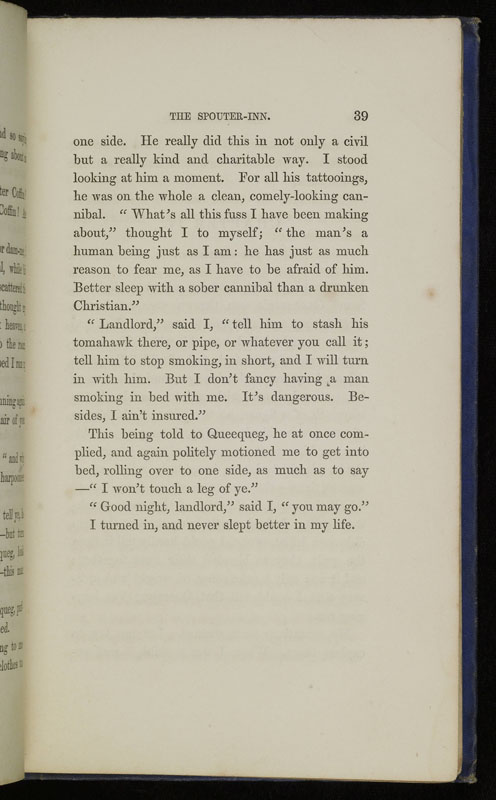 THE SPOUTER-INN. 39
one side. He really did this in not only a civil
but a really kind and charitable way. I stood
looking at him a moment. For all his tattooings,
he was on the whole a clean, comely-looking can-
nibal. “ What’s all this fuss I have been making
about,” thought I to myself; “ the man’s a
human being just as I am: he has just as much
reason to fear me, as I have to be afraid of him.
Better sleep with a sober cannibal than a drunken
Christian.”
“ Landlord,” said I, “ tell him to stash his
tomahawk there, or pipe, or whatever you call it;
tell him to stop smoking, in short, and I will turn
in with him. But I don’t fancy having a man
smoking in bed with me. It’s dangerous. Be-
sides, I ain’t insured.”
This being told to Queequeg, he at once com-
plied, and again politely motioned me to get into
bed, rolling over to one side, as much as to say
—“ I won’t touch a leg of ye.”
“ Good night, landlord,” said I, “ you may go.”
I turned in, and never slept better in my life.